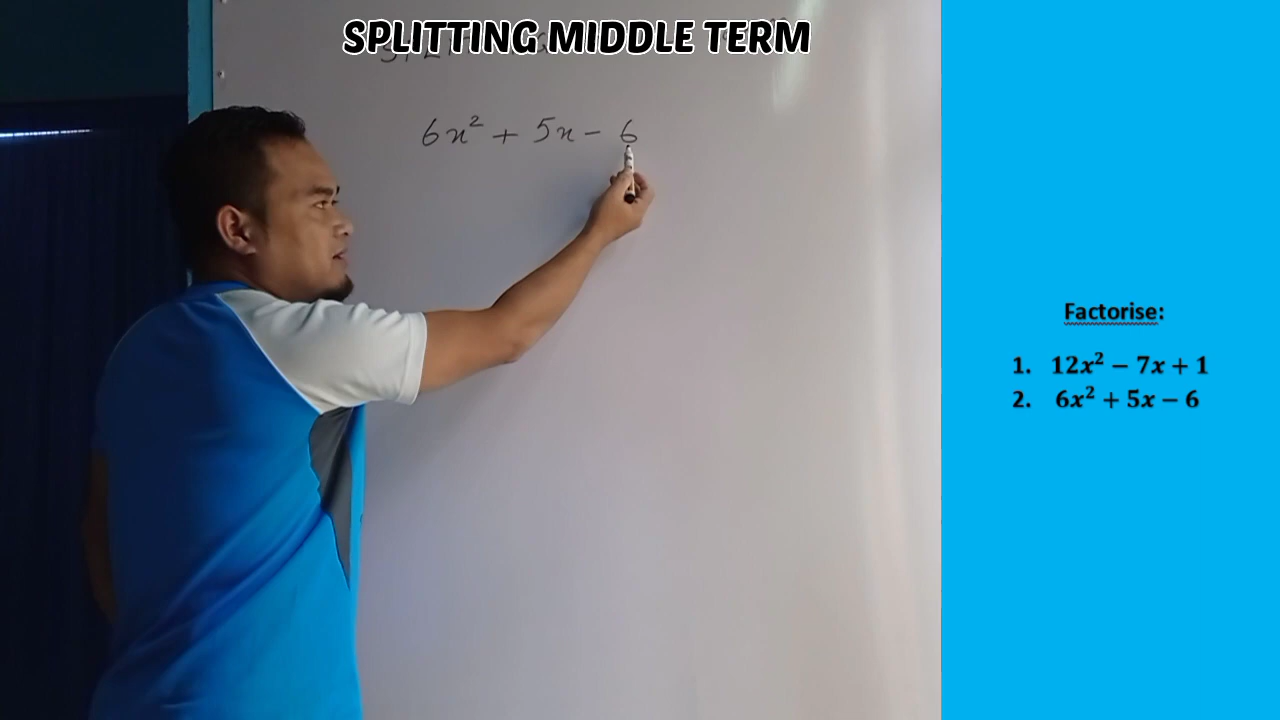 SPLITTING MIDDLE TERM
6x² + 5x − 6
Factorise:
1. 12x² − 7x + 1
2. 6x² + 5x − 6